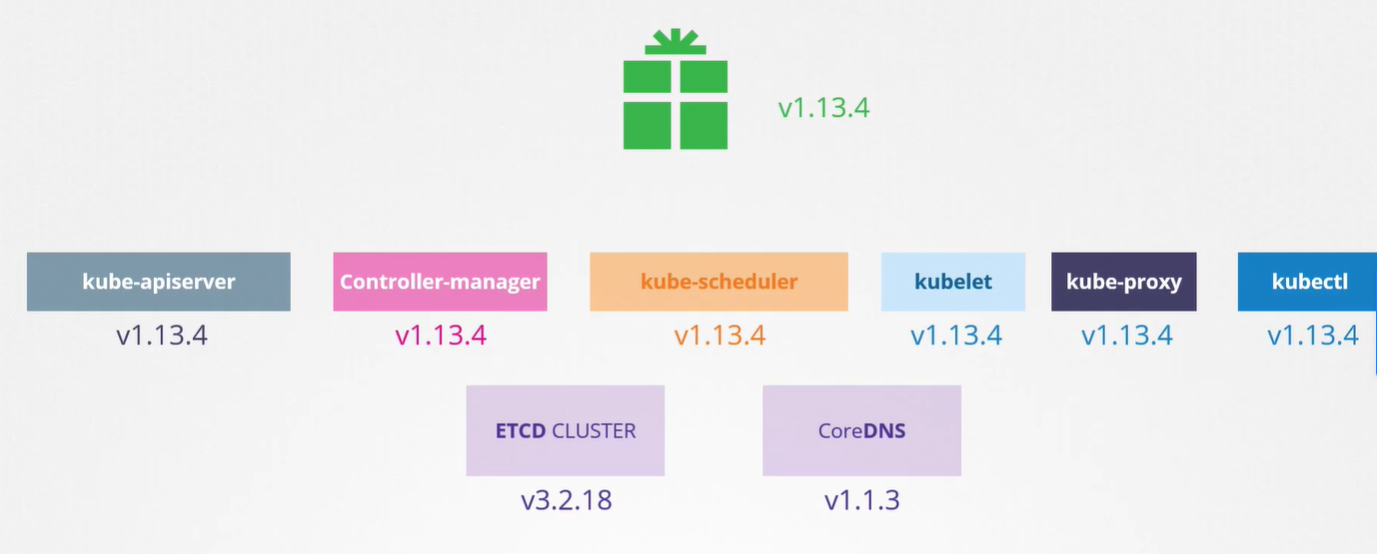 v1.13.4
kube-apiserver
Controller-manager
kube-scheduler
kubelet
kube-proxy
kubectl
v1.13.4
v1.13.4
v1.13.4
v1.13.4
v1.13.4
v1.13.4
ETCD CLUSTER
CoreDNS
v3.2.18
v1.1.3